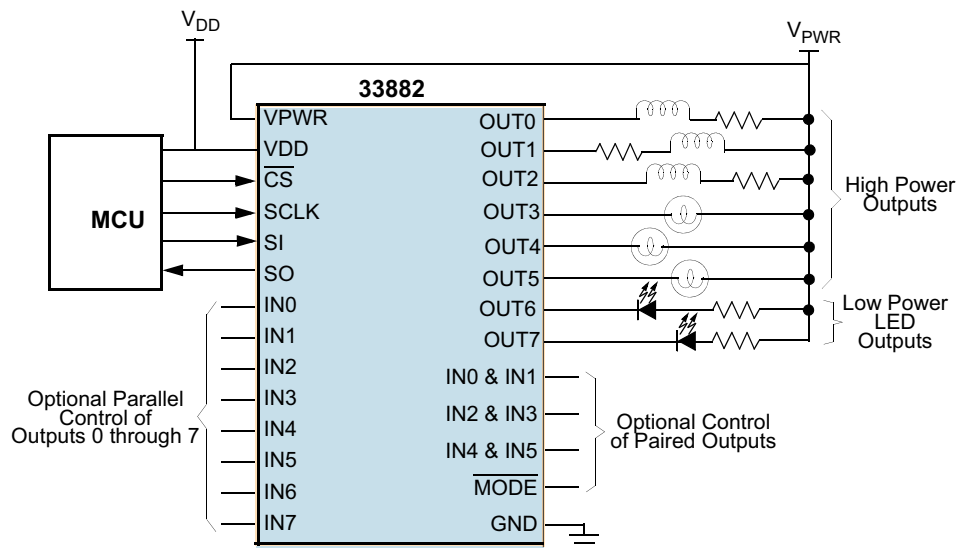 VDD
VPWR
33882
MCU
VPWR
VDD
CS
SCLK
SI
SO
IN0
IN1
IN2
IN3
IN4
IN5
IN6
IN7
OUT0
OUT1
OUT2
OUT3
OUT4
OUT5
OUT6
OUT7
IN0 & IN1
IN2 & IN3
IN4 & IN5
MODE
GND
High Power
Outputs
Low Power
LED
Outputs
Optional Parallel
Control of
Outputs 0 through 7
Optional Control
of Paired Outputs